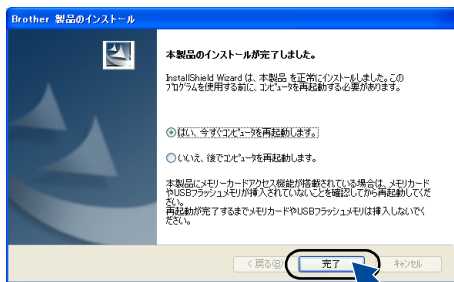 Brother 製品のインストール
本製品のインストールが完了しました。
InstallShield Wizard は、本製品 を正常にインストールしました。この
プログラムを使用する前に、コンピュータを再起動する必要があります。
はい、今すぐコンピュータを再起動します。
いいえ、後でコンピュータを再起動します。
本製品にメモリーカードアクセス機能が搭載されている場合は、メモリカード
やUSBフラッシュメモリが挿入されていないことを確認してから再起動してくだ
さい。
再起動が完了するまでメモリカードやUSBフラッシュメモリは挿入しないでく
ださい。
< 戻る(B) 完了 キャンセル